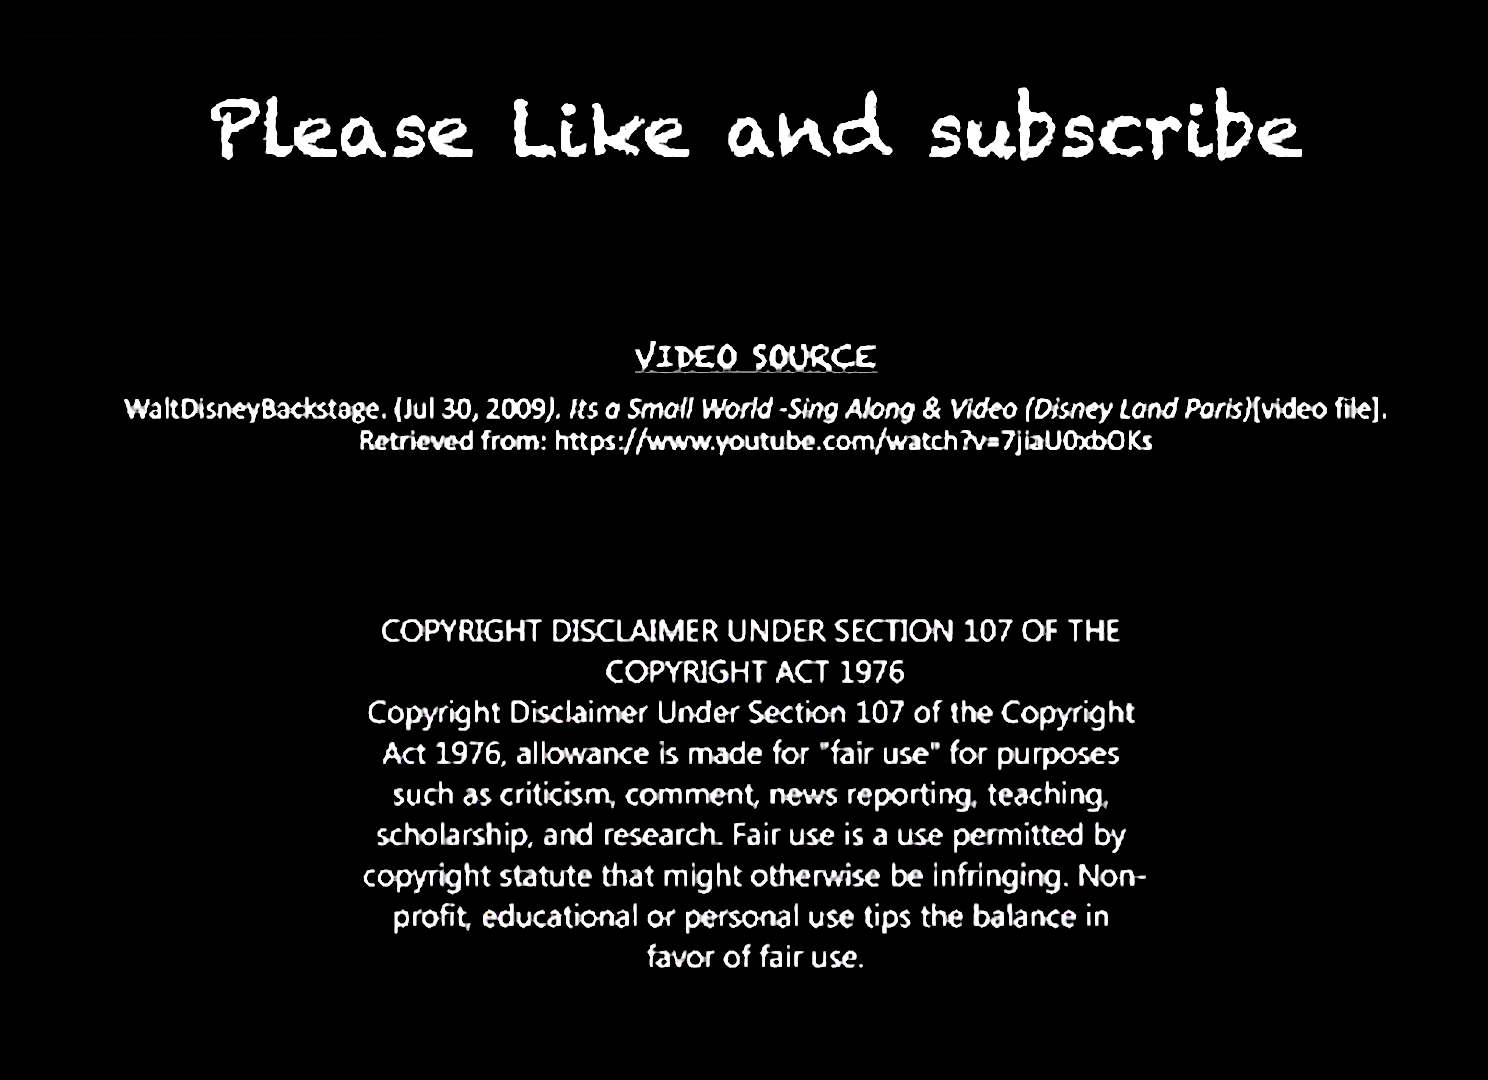 Please Like and subscribe
VIDEO SOURCE
WaltDisneyBackstage. (Jul 30, 2009). Its a Small World -Sing Along & Video (Disney Land Paris)[video file].
Retrieved from: https://www.youtube.com/watch?v=7jiaU0xbOKs
COPYRIGHT DISCLAIMER UNDER SECTION 107 OF THE
COPYRIGHT ACT 1976
Copyright Disclaimer Under Section 107 of the Copyright
Act 1976, allowance is made for "fair use" for purposes
such as criticism, comment, news reporting, teaching,
scholarship, and research. Fair use is a use permitted by
copyright statute that might otherwise be infringing. Non-
profit, educational or personal use tips the balance in
favor of fair use.